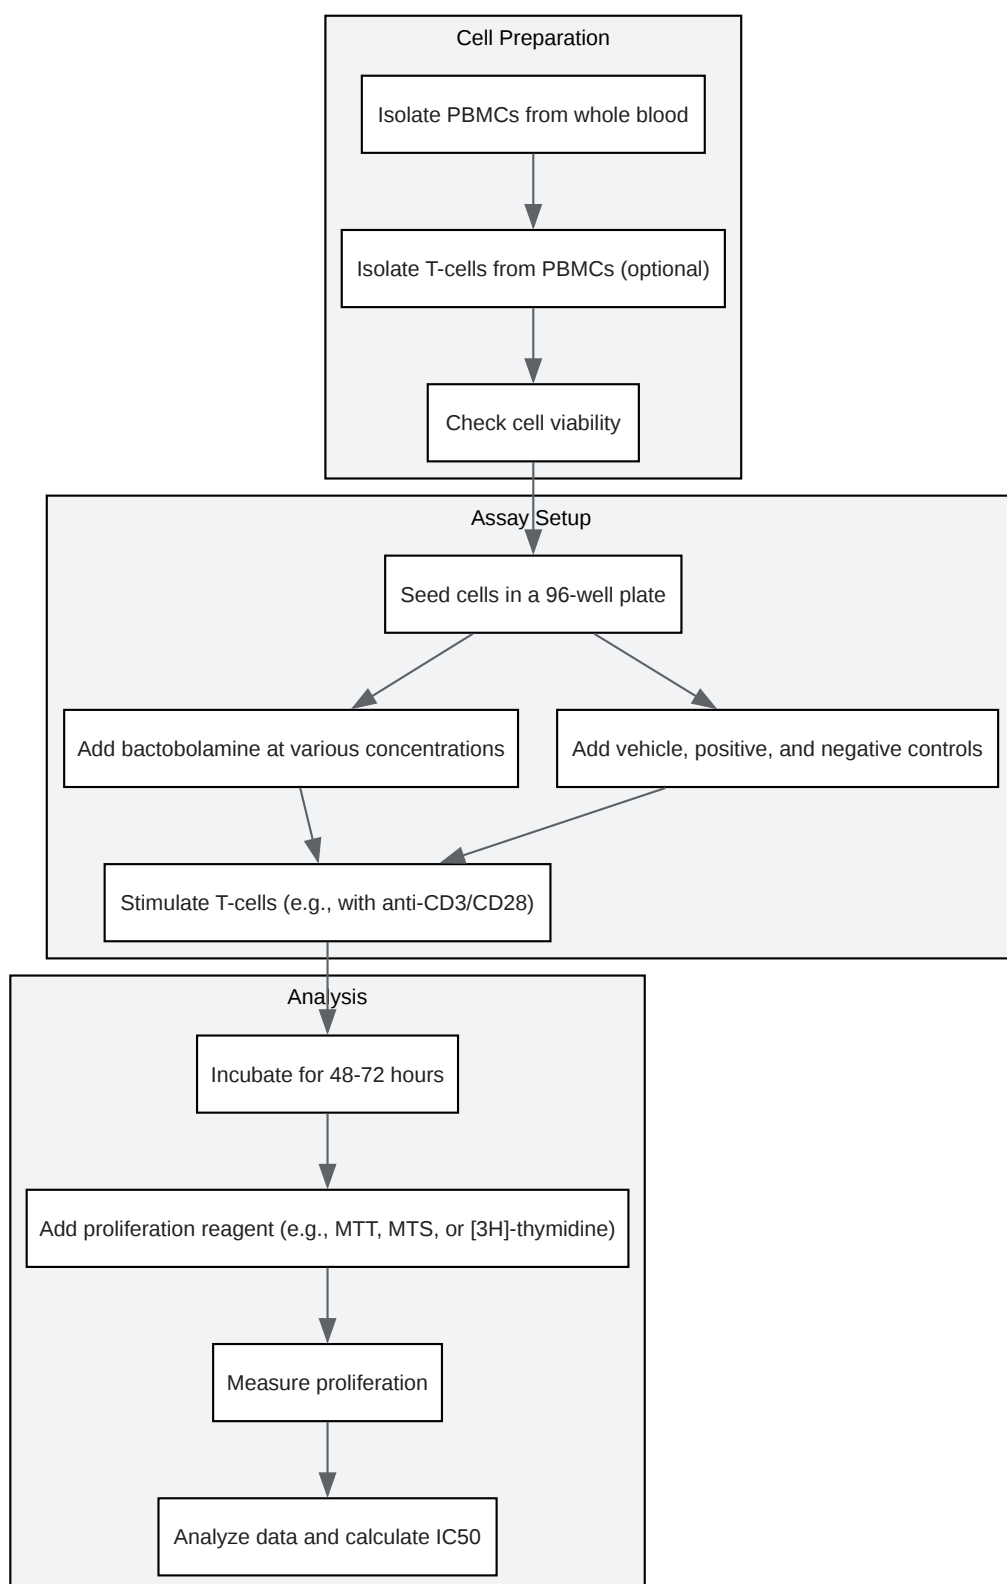 Cell Preparation
Isolate PBMCs from whole blood
Isolate T-cells from PBMCs (optional)
Check cell viability
Assay Setup
Seed cells in a 96-well plate
Add bactobolamine at various concentrations
Add vehicle, positive, and negative controls
Stimulate T-cells (e.g., with anti-CD3/CD28)
Analysis
Incubate for 48-72 hours
Add proliferation reagent (e.g., MTT, MTS, or [3H]-thymidine)
Measure proliferation
Analyze data and calculate IC50